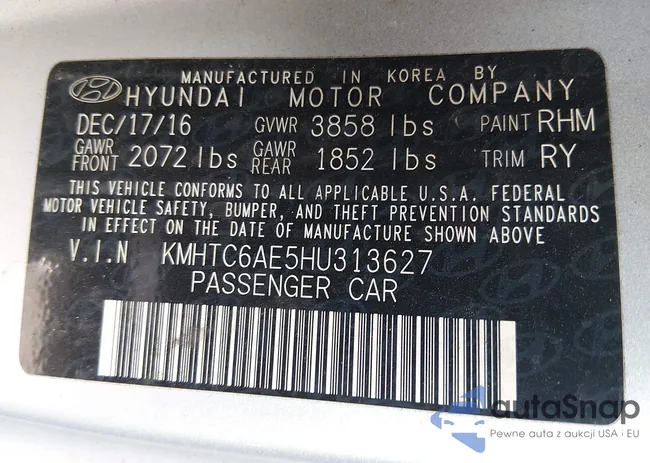 MANUFACTURED IN KOREA BY
HYUNDAI MOTOR COMPANY
DEC/17/16 GVWR 3858 lbs PAINT RHM
GAWR FRONT 2072 lbs GAWR REAR 1852 lbs TRIM RY
THIS VEHICLE CONFORMS TO ALL APPLICABLE U.S.A. FEDERAL
MOTOR VEHICLE SAFETY, BUMPER, AND THEFT PREVENTION STANDARDS
IN EFFECT ON THE DATE OF MANUFACTURE SHOWN ABOVE
V.I.N KMHTC6AE5HU313627
PASSENGER CAR
autaSnap
Pewne auta z aukcji USA i EU